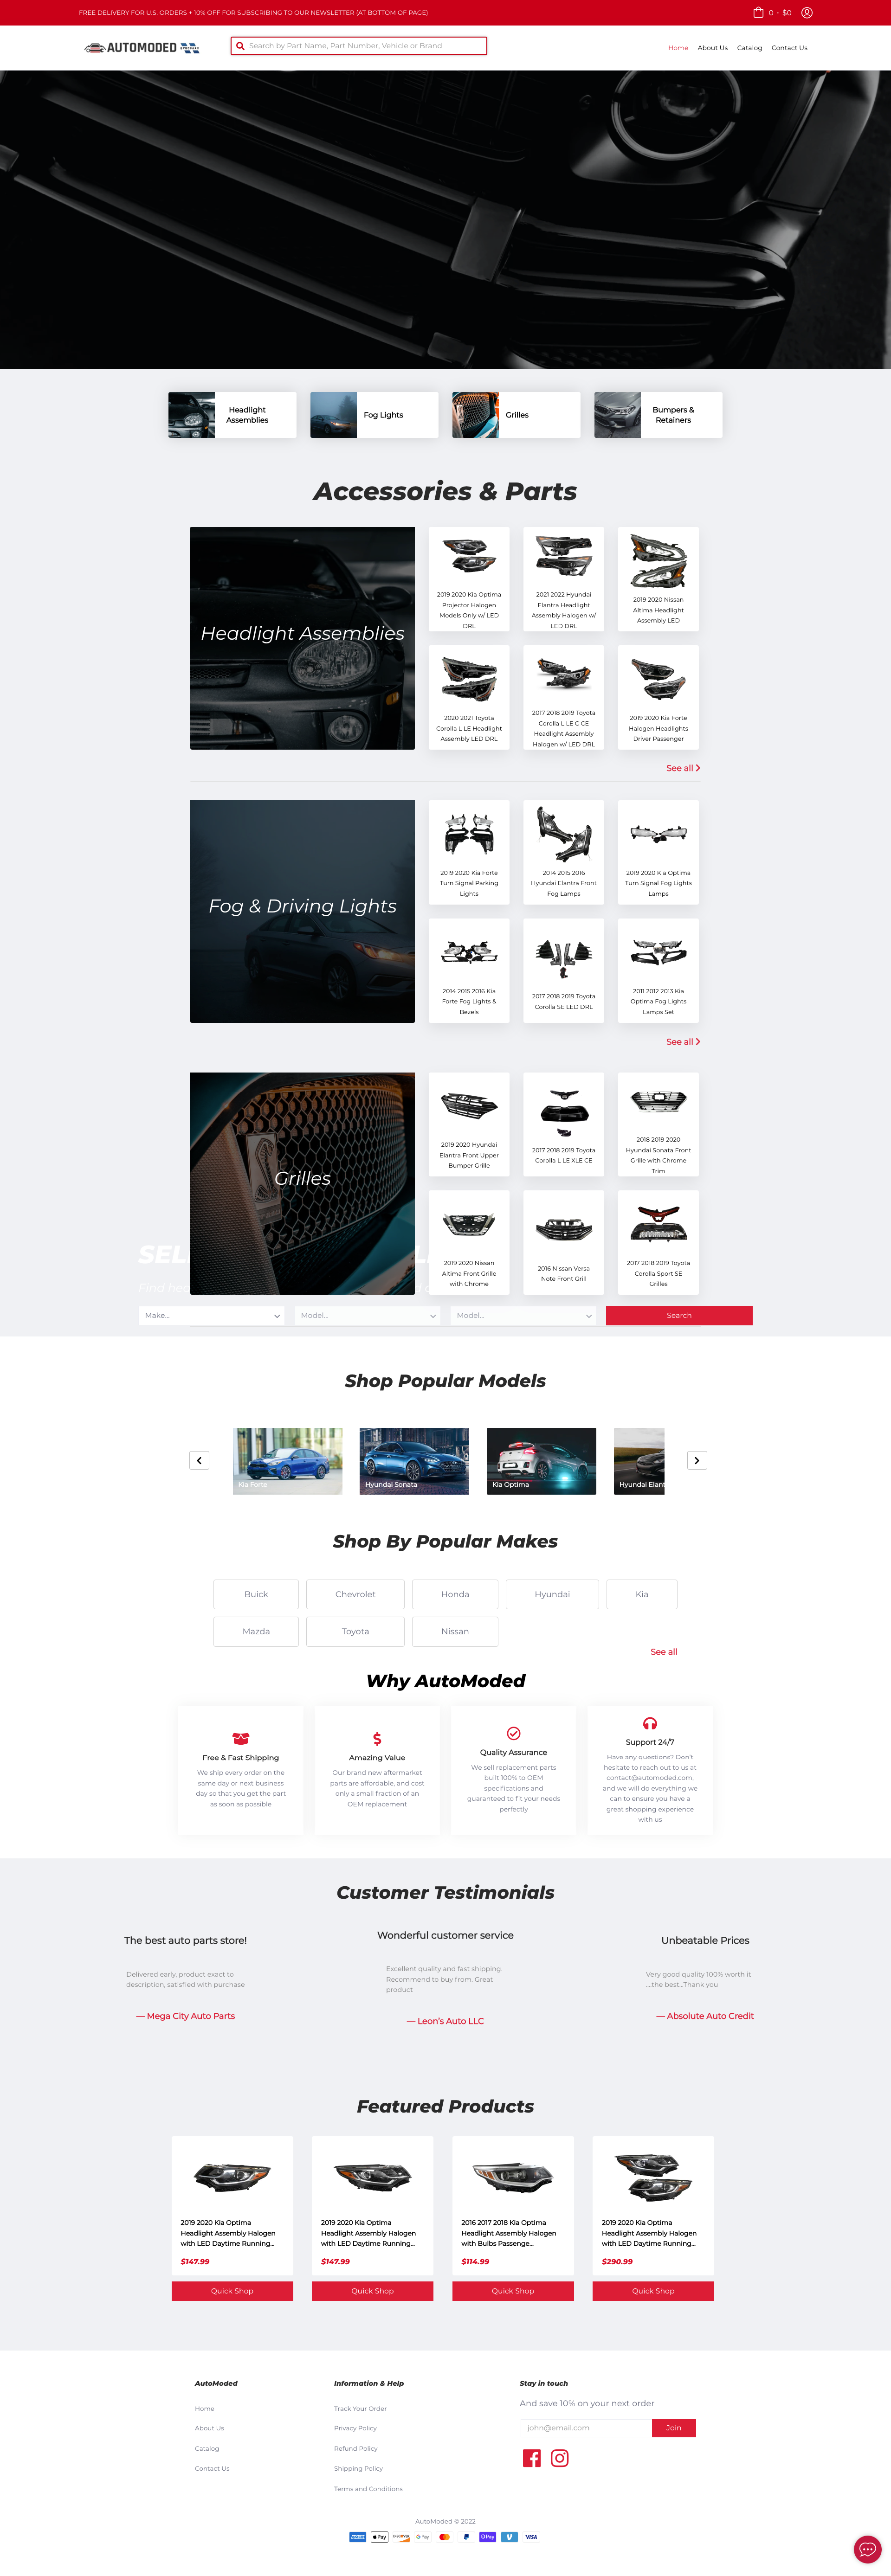 FREE DELIVERY FOR U.S. ORDERS + 10% OFF FOR SUBSCRIBING TO OUR NEWSLETTER (AT BOTTOM OF PAGE)
0 - $0
AUTOMODED
Search by Part Name, Part Number, Vehicle or Brand
Home
About Us
Catalog
Contact Us
Headlight
Assemblies
Fog Lights
Grilles
Bumpers &
Retainers
Accessories & Parts
Headlight Assemblies
2019 2020 Kia Optima
Projector Halogen
Models Only w/ LED
DRL
2021 2022 Hyundai
Elantra Headlight
Assembly Halogen w/
LED DRL
2019 2020 Nissan
Altima Headlight
Assembly LED
2020 2021 Toyota
Corolla L LE Headlight
Assembly LED DRL
2017 2018 2019 Toyota
Corolla L LE C CE
Headlight Assembly
Halogen w/ LED DRL
2019 2020 Kia Forte
Halogen Headlights
Driver Passenger
See all
Fog & Driving Lights
2019 2020 Kia Forte
Turn Signal Parking
Lights
2014 2015 2016
Hyundai Elantra Front
Fog Lamps
2019 2020 Kia Optima
Turn Signal Fog Lights
Lamps
2014 2015 2016 Kia
Forte Fog Lights &
Bezels
2017 2018 2019 Toyota
Corolla SE LED DRL
2011 2012 2013 Kia
Optima Fog Lights
Lamps Set
See all
Grilles
2019 2020 Hyundai
Elantra Front Upper
Bumper Grille
2017 2018 2019 Toyota
Corolla L LE XLE CE
2018 2019 2020
Hyundai Sonata Front
Grille with Chrome
Trim
2019 2020 Nissan
Altima Front Grille
with Chrome
2016 Nissan Versa
Note Front Grill
2017 2018 2019 Toyota
Corolla Sport SE
Grilles
Make...
Model...
Model...
Search
Shop Popular Models
Kia Forte
Hyundai Sonata
Kia Optima
Hyundai Elant
Shop By Popular Makes
Buick
Chevrolet
Honda
Hyundai
Kia
Mazda
Toyota
Nissan
See all
Why AutoModed
Free & Fast Shipping
We ship every order on the
same day or next business
day so that you get the part
as soon as possible
Amazing Value
Our brand new aftermarket
parts are affordable, and cost
only a small fraction of an
OEM replacement
Quality Assurance
We sell replacement parts
built 100% to OEM
specifications and
guaranteed to fit your needs
perfectly
Support 24/7
Have any questions? Don't
hesitate to reach out to us at
contact@automoded.com,
and we will do everything we
can to ensure you have a
great shopping experience
with us
Customer Testimonials
The best auto parts store!
Delivered early, product exact to
description, satisfied with purchase
— Mega City Auto Parts
Wonderful customer service
Excellent quality and fast shipping.
Recommend to buy from. Great
product
— Leon's Auto LLC
Unbeatable Prices
Very good quality 100% worth it
....the best...Thank you
— Absolute Auto Credit
Featured Products
2019 2020 Kia Optima
Headlight Assembly Halogen
with LED Daytime Running...
$147.99
Quick Shop
2019 2020 Kia Optima
Headlight Assembly Halogen
with LED Daytime Running...
$147.99
Quick Shop
2016 2017 2018 Kia Optima
Headlight Assembly Halogen
with Bulbs Passenge...
$114.99
Quick Shop
2019 2020 Kia Optima
Headlight Assembly Halogen
with LED Daytime Running...
$290.99
Quick Shop
AutoModed
Home
About Us
Catalog
Contact Us
Information & Help
Track Your Order
Privacy Policy
Refund Policy
Shipping Policy
Terms and Conditions
Stay in touch
And save 10% on your next order
john@email.com
Join
AutoModed © 2022
Pay
DISCOVER
G Pay
Pay
VISA